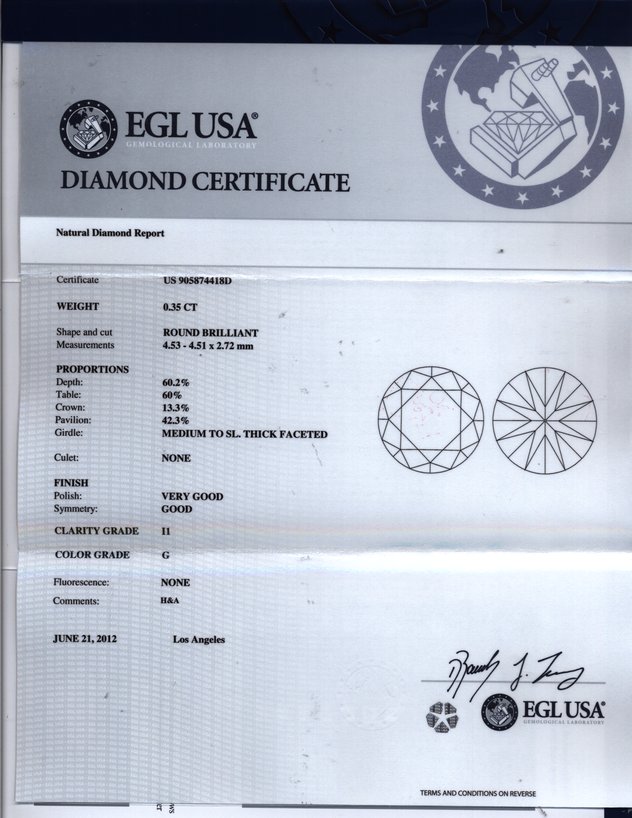 EGL USA®
GEMOLOGICAL LABORATORY
DIAMOND CERTIFICATE
Natural Diamond Report
Certificate US 905874418D
WEIGHT 0.35 CT
Shape and cut ROUND BRILLIANT
Measurements 4.53 - 4.51 x 2.72 mm
PROPORTIONS
Depth: 60.2%
Table: 60%
Crown: 13.3%
Pavilion: 42.3%
Girdle: MEDIUM TO SL. THICK FACETED
Culet: NONE
FINISH
Polish: VERY GOOD
Symmetry: GOOD
CLARITY GRADE I1
COLOR GRADE G
Fluorescence: NONE
Comments: H&A
JUNE 21, 2012 Los Angeles
EGL USA®
GEMOLOGICAL LABORATORY
TERMS AND CONDITIONS ON REVERSE